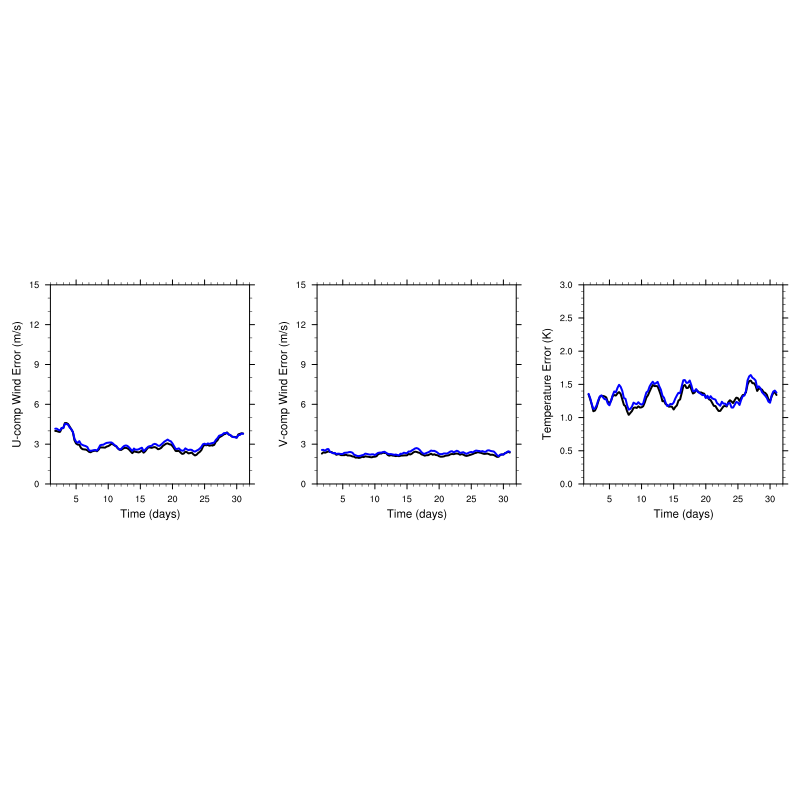 15
12
9
6
3
0
U-comp Wind Error (m/s)
5 10 15 20 25 30
Time (days)
15
12
9
6
3
0
V-comp Wind Error (m/s)
5 10 15 20 25 30
Time (days)
3.0
2.5
2.0
1.5
1.0
0.5
0.0
Temperature Error (K)
5 10 15 20 25 30
Time (days)